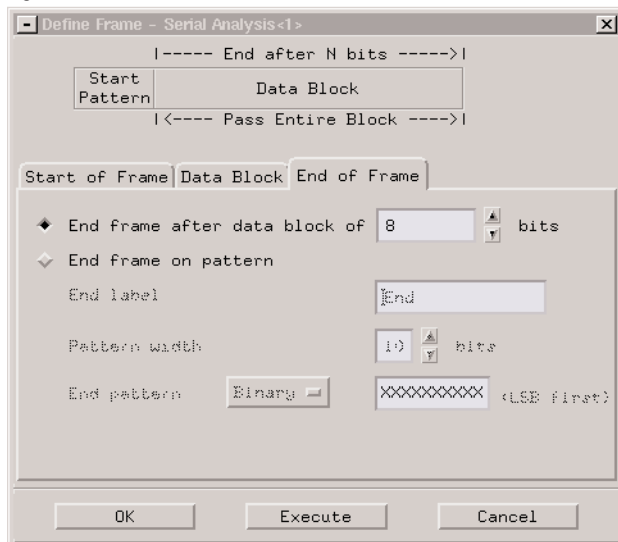 Define Frame - Serial Analysis<1>
|----- End after N bits ----->|
Start Pattern
Data Block
|<---- Pass Entire Block ---->|
Start of Frame Data Block End of Frame
End frame after data block of 8 bits
End frame on pattern
End label End
Pattern width 10 bits
End pattern Binary XXXXXXXXXX (LSB first)
OK Execute Cancel